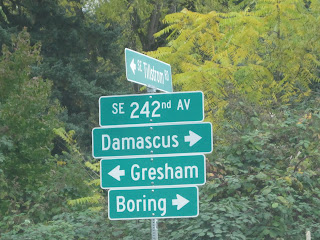 ← SE Tillstrom RD
SE 242nd AV
Damascus →
← Gresham
Boring →